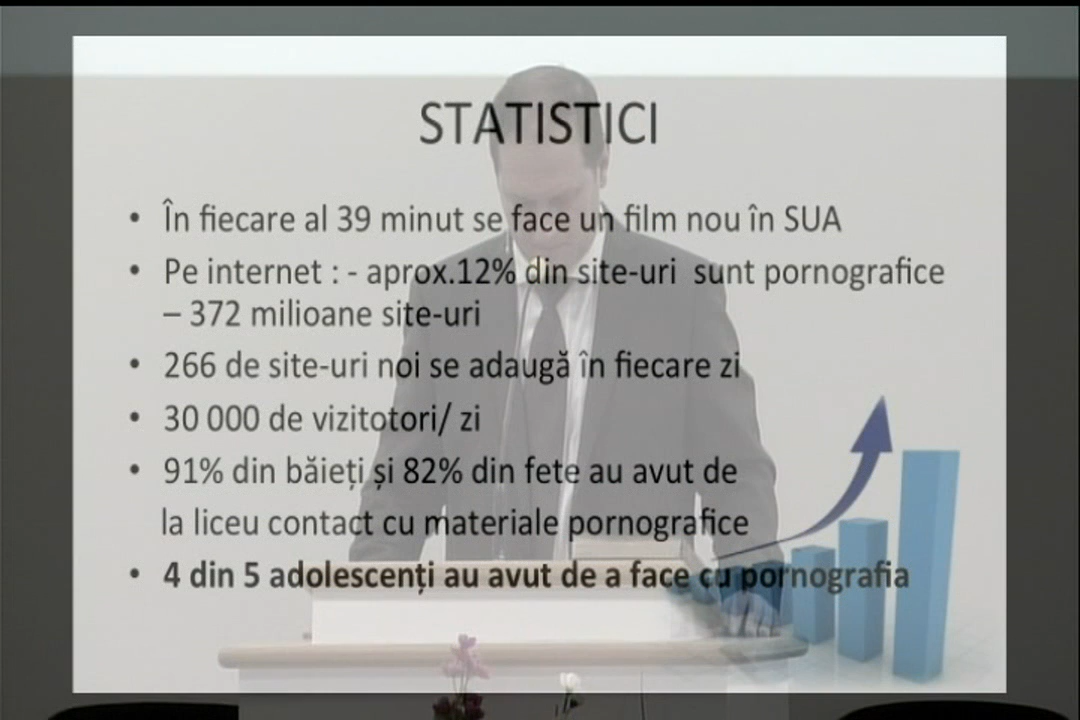 STATISTICI
• În fiecare al 39 minut se face un film nou în SUA
• Pe internet : - aprox.12% din site-uri sunt pornografice
– 372 milioane site-uri
• 266 de site-uri noi se adaugă în fiecare zi
• 30 000 de vizitotori/ zi
• 91% din băieți și 82% din fete au avut de
la liceu contact cu materiale pornografice
• 4 din 5 adolescenți au avut de a face cu pornografia